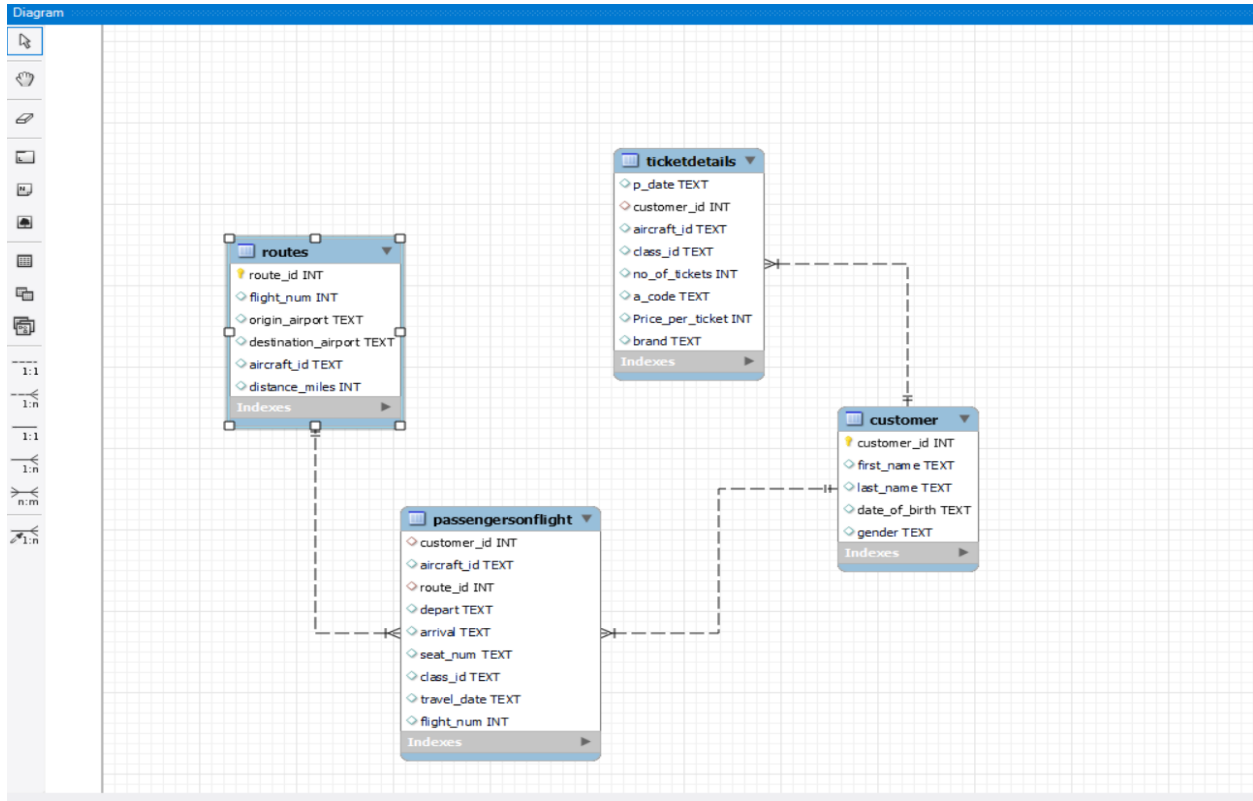 Diagram
ticketdetails
p_date TEXT
customer_id INT
aircraft_id TEXT
class_id TEXT
no_of_tickets INT
a_code TEXT
Price_per_ticket INT
brand TEXT
Indexes
routes
route_id INT
flight_num INT
origin_airport TEXT
destination_airport TEXT
aircraft_id TEXT
distance_miles INT
Indexes
customer
customer_id INT
first_name TEXT
last_name TEXT
date_of_birth TEXT
gender TEXT
Indexes
passengersonflight
customer_id INT
aircraft_id TEXT
route_id INT
depart TEXT
arrival TEXT
seat_num TEXT
class_id TEXT
travel_date TEXT
flight_num INT
Indexes
1:1
1:n
1:1
1:n
n:m
1:n